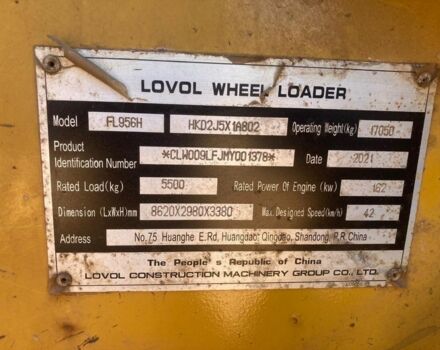 LOVOL WHEEL LOADER
Model FL956H HKD2J5X1A802 Operating Weight(kg) 17050
Product Identification Number *CLW009LFJMY001378* Date 2021
Rated Load(kg) 5500 Rated Power Of Engine (kw) 162
Dimension (LxWxH)mm 8620X2980X3380 Max. Designed Speed(km/h) 42
Address No.75 Huanghe E.Rd, Huangdao Qingdao, Shandong, P.R.China
The People's Republic of China
LOVOL CONSTRUCTION MACHINERY GROUP CO., LTD.